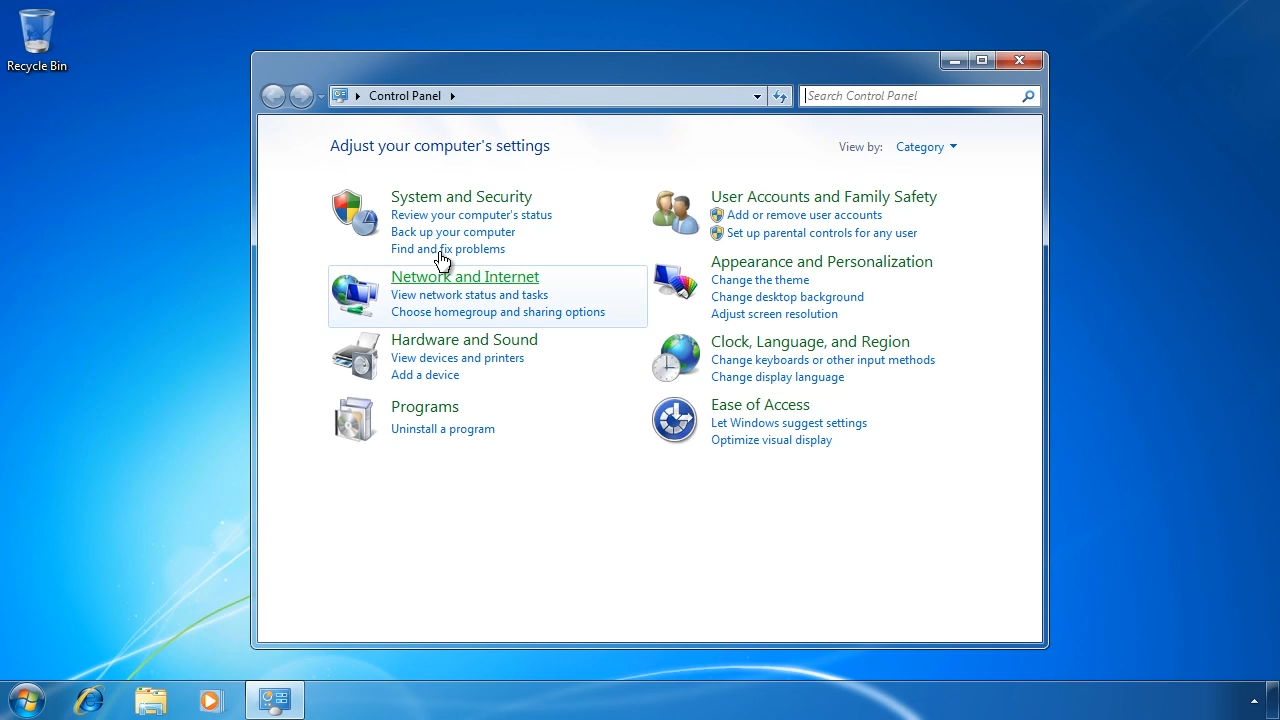 Recycle Bin
Control Panel
Search Control Panel
Adjust your computer's settings
View by: Category
System and Security
Review your computer's status
Back up your computer
Find and fix problems
Network and Internet
View network status and tasks
Choose homegroup and sharing options
Hardware and Sound
View devices and printers
Add a device
Programs
Uninstall a program
User Accounts and Family Safety
Add or remove user accounts
Set up parental controls for any user
Appearance and Personalization
Change the theme
Change desktop background
Adjust screen resolution
Clock, Language, and Region
Change keyboards or other input methods
Change display language
Ease of Access
Let Windows suggest settings
Optimize visual display